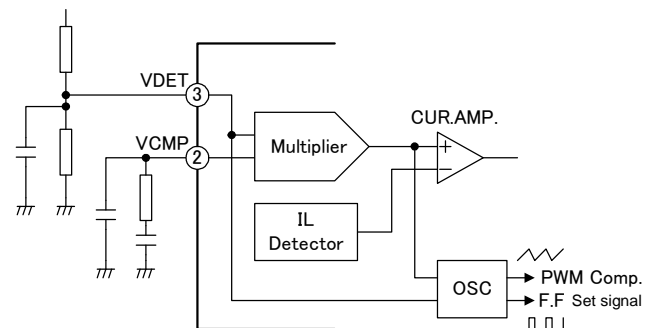 VDET
3
VCMP
2
Multiplier
CUR.AMP.
+
−
IL
Detector
OSC
PWM Comp.
F.F Set signal